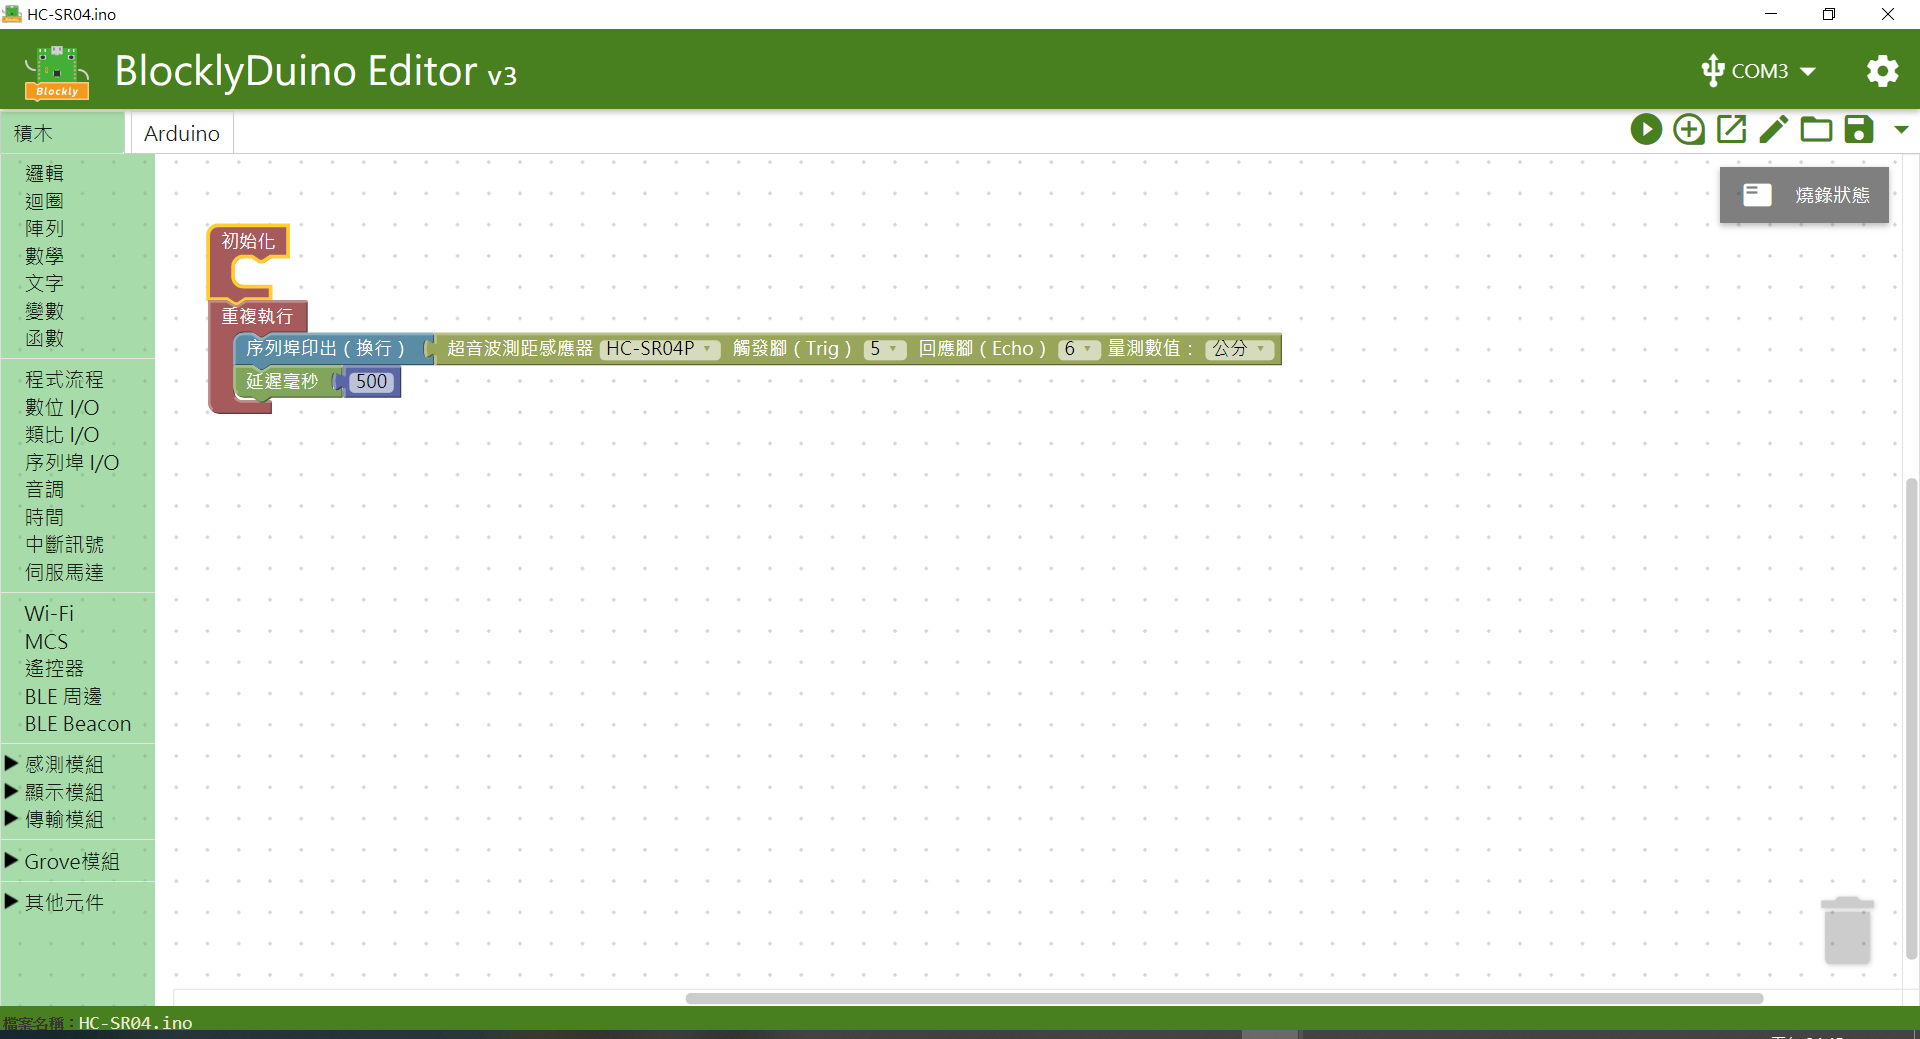 HC-SR04.ino
Blockly
BlocklyDuino Editor v3
COM3
積木
Arduino
邏輯
迴圈
陣列
數學
文字
變數
函數
程式流程
數位 I/O
類比 I/O
序列埠 I/O
音調
時間
中斷訊號
伺服馬達
Wi-Fi
MCS
遙控器
BLE 周邊
BLE Beacon
感測模組
顯示模組
傳輸模組
Grove模組
其他元件
燒錄狀態
初始化
重複執行
序列埠印出（換行） 超音波測距感應器 HC-SR04P 觸發腳（Trig） 5 回應腳（Echo） 6 量測數值： 公分
延遲毫秒 500
檔案名稱：HC-SR04.ino